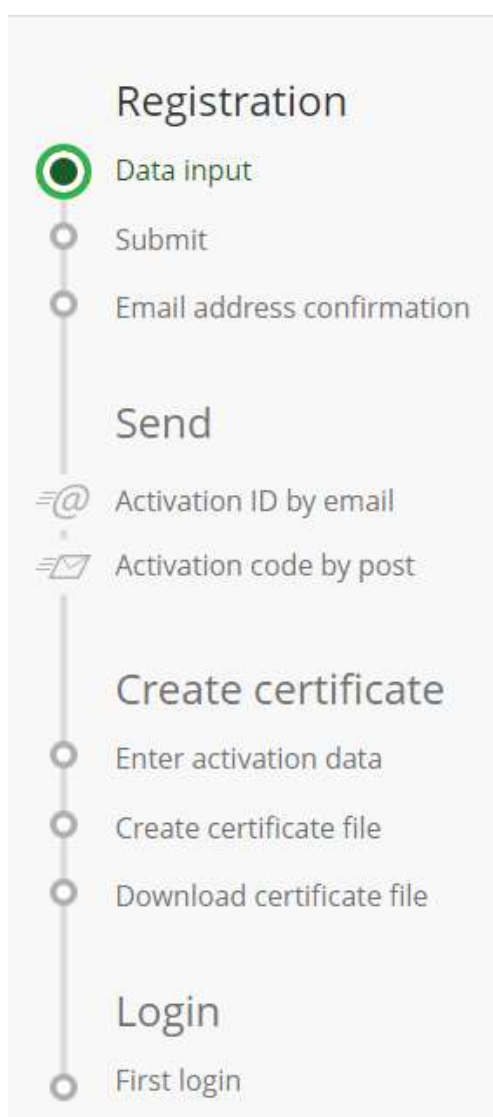 Registration
Data input
Submit
Email address confirmation
Send
Activation ID by email
Activation code by post
Create certificate
Enter activation data
Create certificate file
Download certificate file
Login
First login